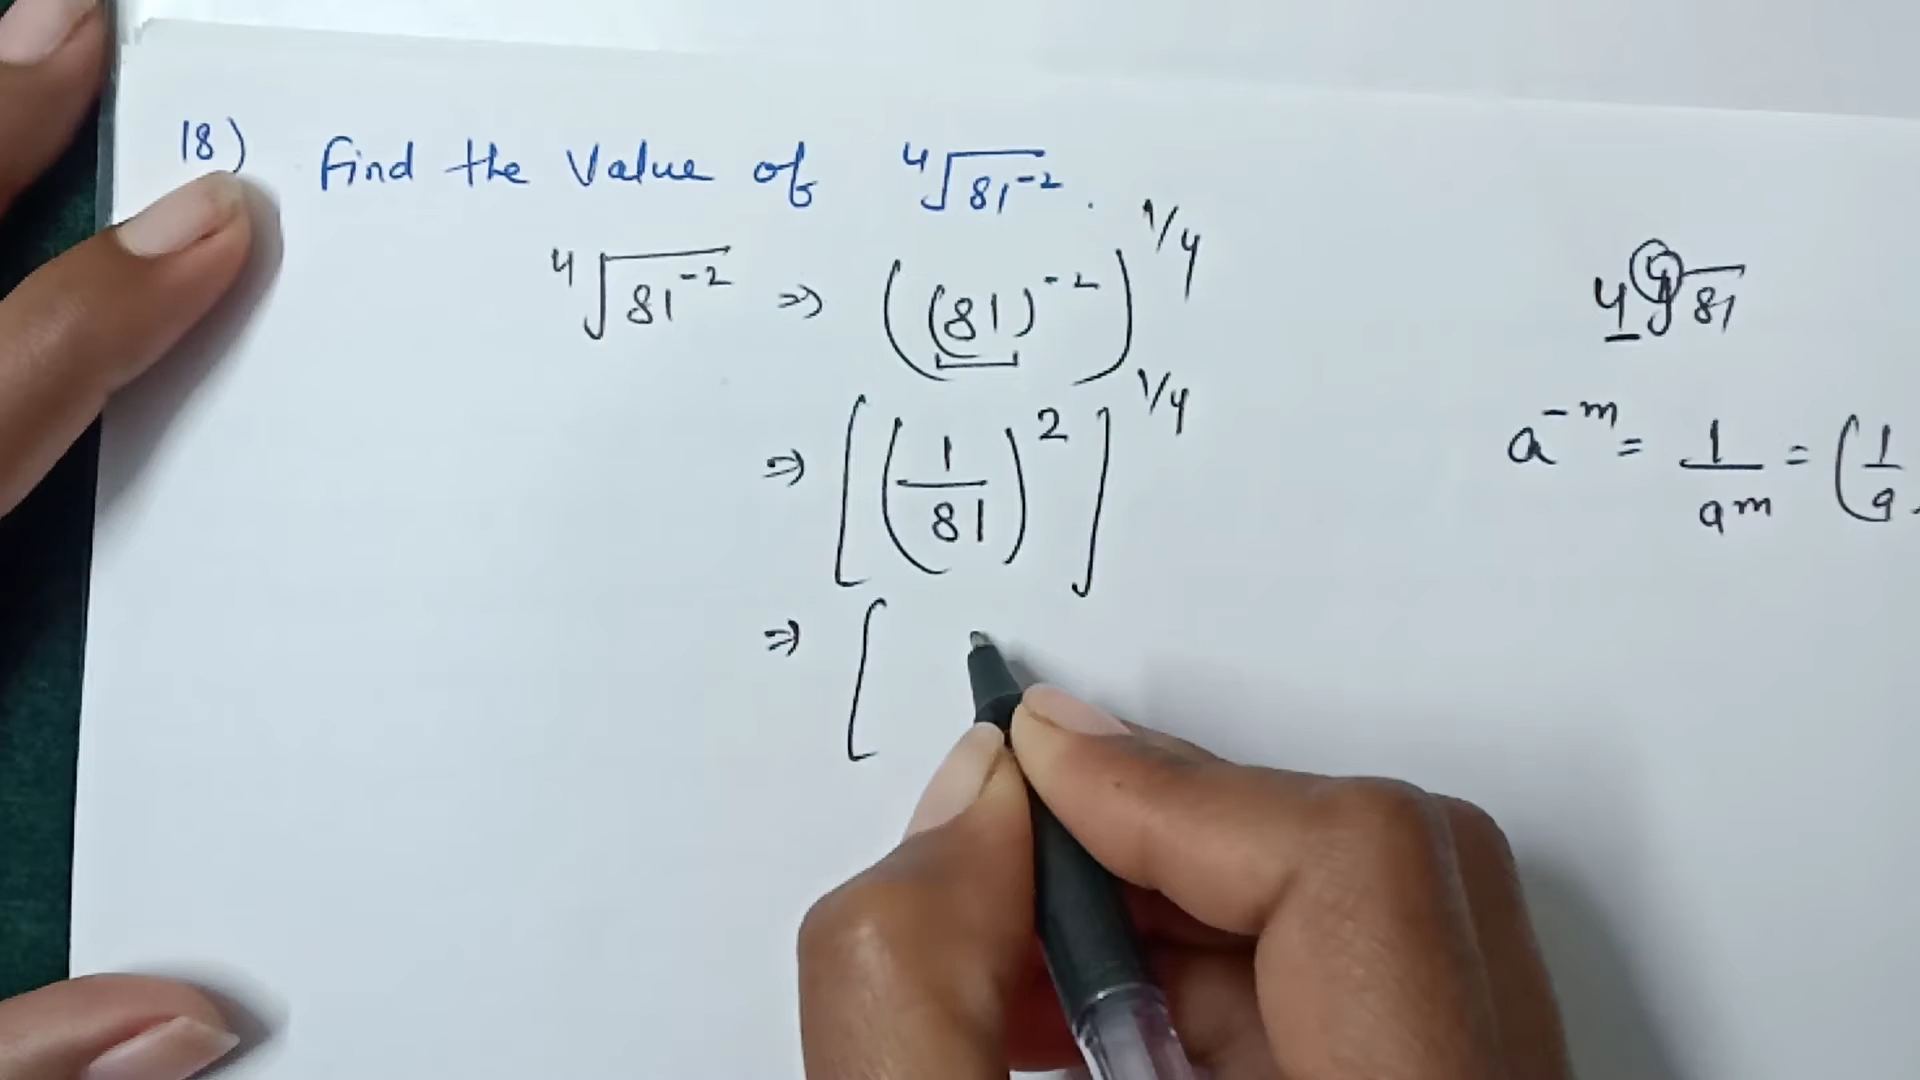 18) Find the Value of ⁴√81⁻².
⁴√81⁻² ⇒ ((81)⁻²)^1/4
⇒ [(1/81)²]^1/4
⇒ [
4 ⁴√81
a⁻ᵐ = 1/aᵐ = (1/a